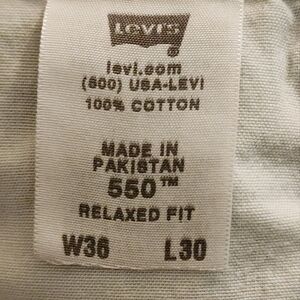 LEVI'S
levi.com
(800) USA-LEVI
100% COTTON
MADE IN
PAKISTAN
550™
RELAXED FIT
W36 L30